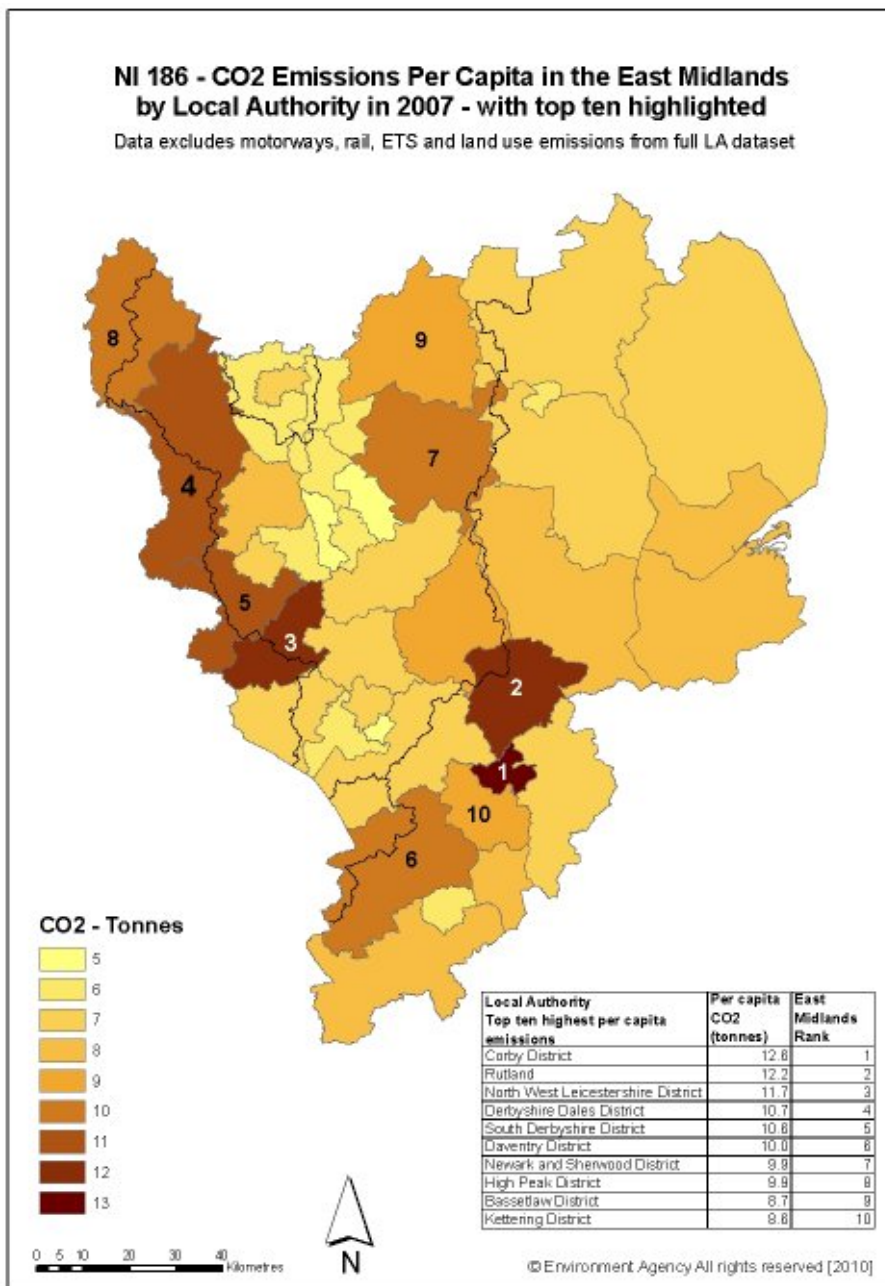 NI 186 - CO2 Emissions Per Capita in the East Midlands
by Local Authority in 2007 - with top ten highlighted
Data excludes motorways, rail, ETS and land use emissions from full LA dataset
8
9
7
4
5
3
2
1
10
6
CO2 - Tonnes
5
6
7
8
9
10
11
12
13
Local Authority
Top ten highest per capita
emissions
Per capita
CO2
(tonnes)
East
Midlands
Rank
Corby District 12.6 1
Rutland 12.2 2
North West Leicestershire District 11.7 3
Derbyshire Dales District 10.7 4
South Derbyshire District 10.6 5
Daventry District 10.0 6
Newark and Sherwood District 9.9 7
High Peak District 9.9 8
Bassetlaw District 8.7 9
Kettering District 8.6 10
0 5 10 20 30 40
Kilometres
N
© Environment Agency All rights reserved [2010]